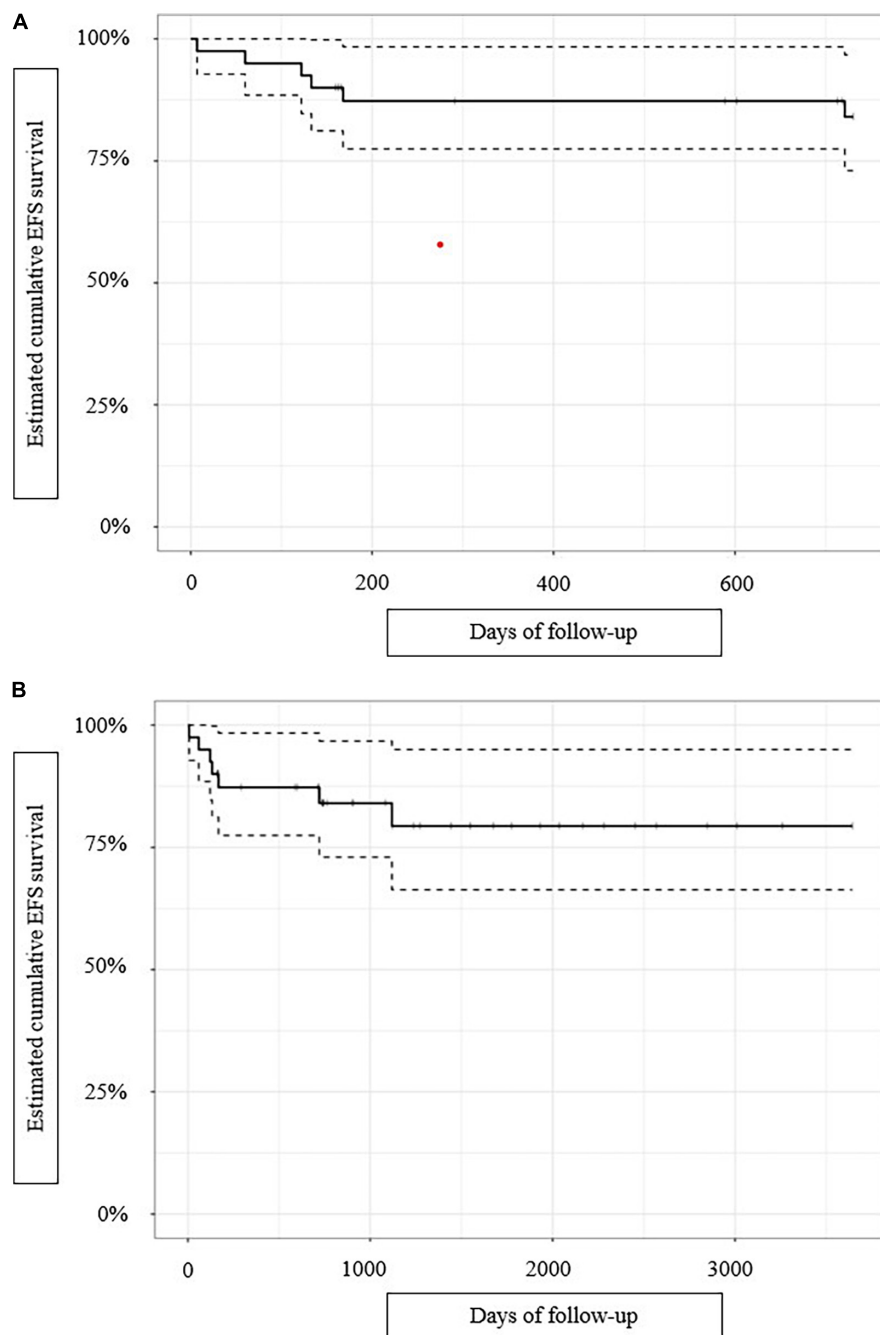 A
100%
75%
50%
25%
0%
Estimated cumulative EFS survival
0 200 400 600
Days of follow-up
B
100%
75%
50%
25%
0%
Estimated cumulative EFS survival
0 1000 2000 3000
Days of follow-up